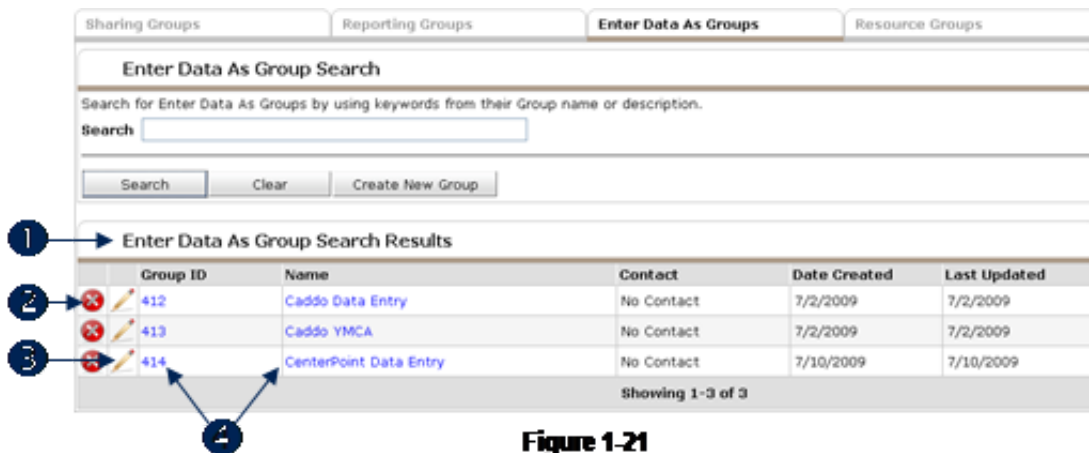 Sharing Groups Reporting Groups Enter Data As Groups Resource Groups
Enter Data As Group Search
Search for Enter Data As Groups by using keywords from their Group name or description.
Search
Search Clear Create New Group
1 Enter Data As Group Search Results
Group ID Name Contact Date Created Last Updated
2 412 Caddo Data Entry No Contact 7/2/2009 7/2/2009
413 Caddo YMCA No Contact 7/2/2009 7/2/2009
3 414 CenterPoint Data Entry No Contact 7/10/2009 7/10/2009
Showing 1-3 of 3
4
Figure 1-21